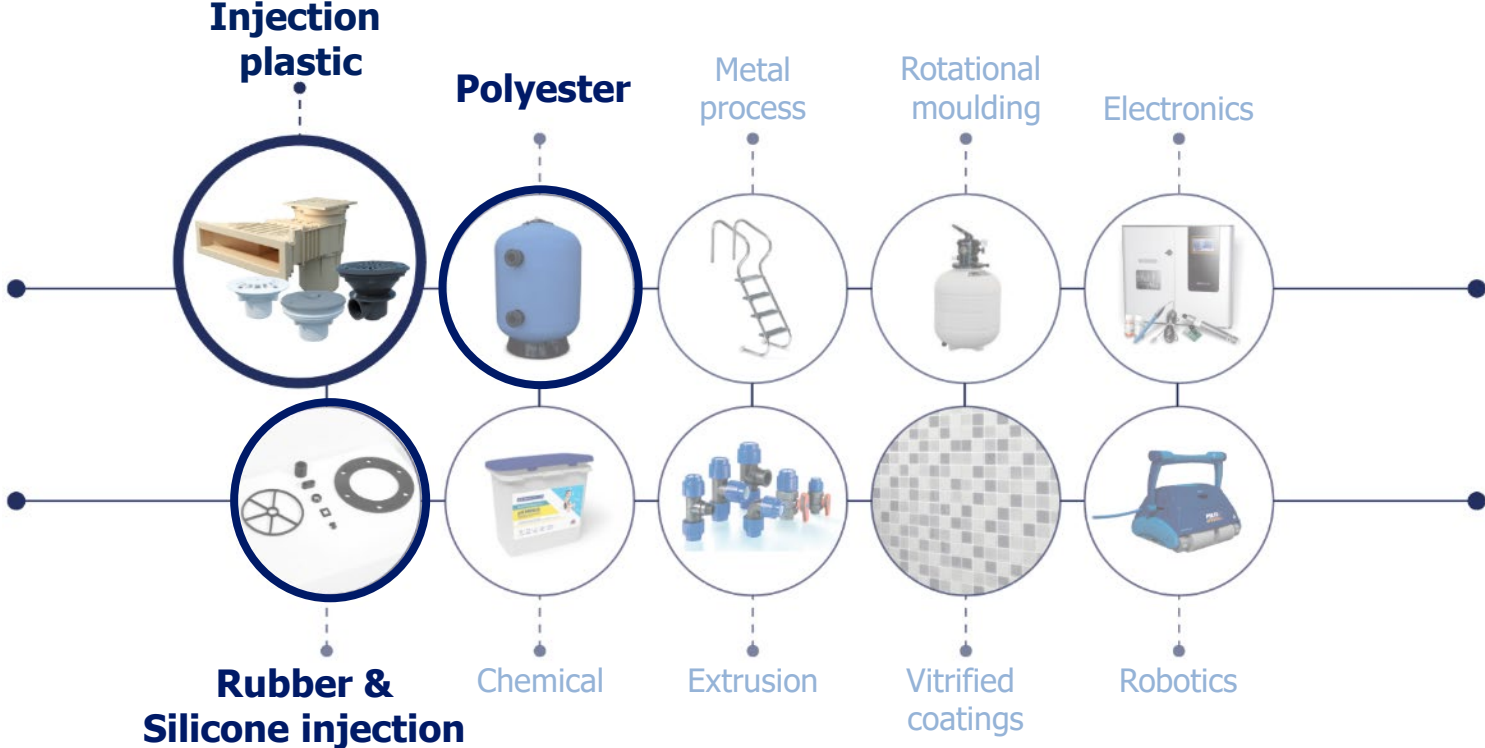 Injection
plastic
Polyester
Metal
process
Rotational
moulding
Electronics
Rubber &
Silicone injection
Chemical
Extrusion
Vitrified
coatings
Robotics